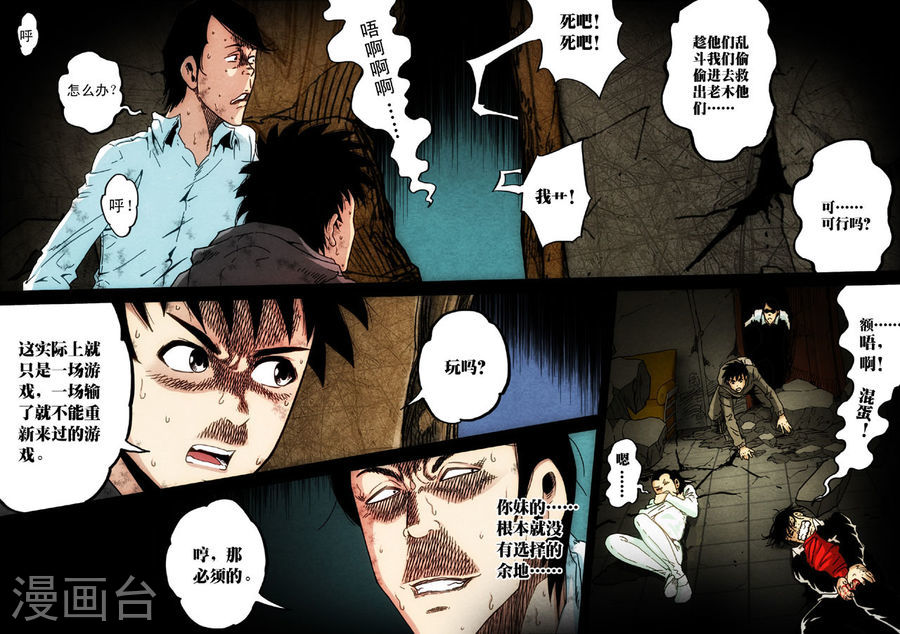 呼
怎么办?
呼!
唔啊啊啊……
死吧!
死吧!
我艹!
趁他们乱
斗我们偷
偷进去救
出老木他
们……
可……
可行吗?
这实际上就
只是一场游
戏，一场输
了就不能重
新来过的游
戏。
玩吗?
哼，那
必须的。
你妹的……
根本就没
有选择的
余地……
额……
唔，
啊!
混
蛋!
嗯
……
漫画台